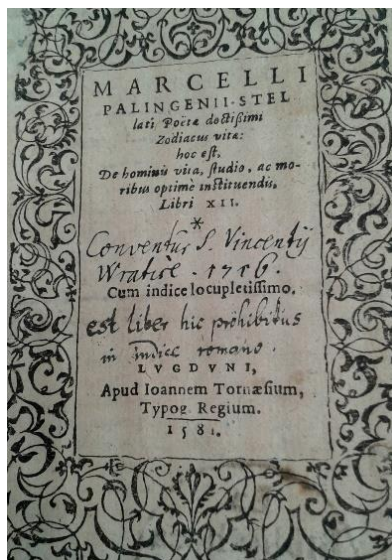 MARCELLI
PALINGENII·STEL
lati Poëtæ doctißimi
Zodiacus vitæ:
hoc est,
De hominis vita, studio, ac mo-
ribus optimè instituendis,
Libri XII.
*
Conventus S. Vincentij
Wratisl. 1716.
Cum indice locupletissimo.
est liber hic prohibitus
in indice romano.
LVGDVNI,
Apud Ioannem Tornæsium,
Typog. Regium.
1581.